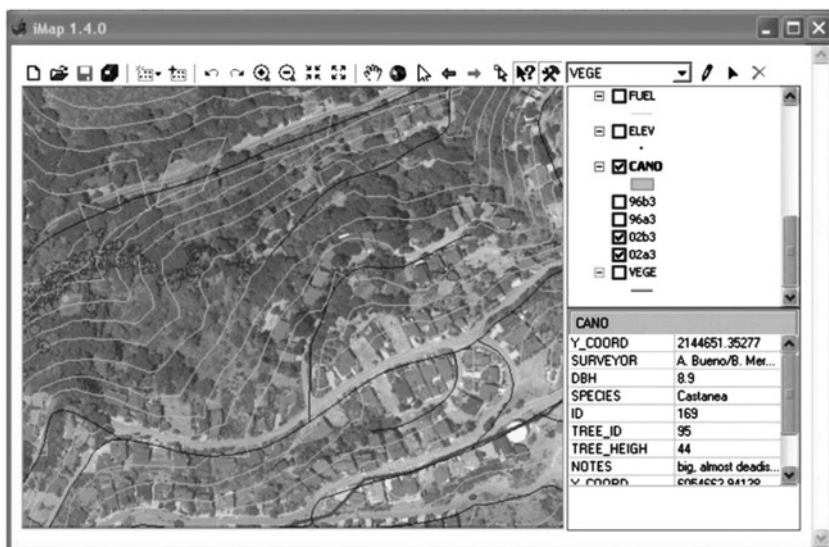 iMap 1.4.0
VEGE
FUEL
ELEV
CANO
96b3
96a3
02b3
02a3
VEGE
CANO
Y_COORD 2144651.35277
SURVEYOR A. Bueno/B. Mer...
DBH 8.9
SPECIES Castanea
ID 169
TREE_ID 95
TREE_HEIGH 44
NOTES big, almost deadis...